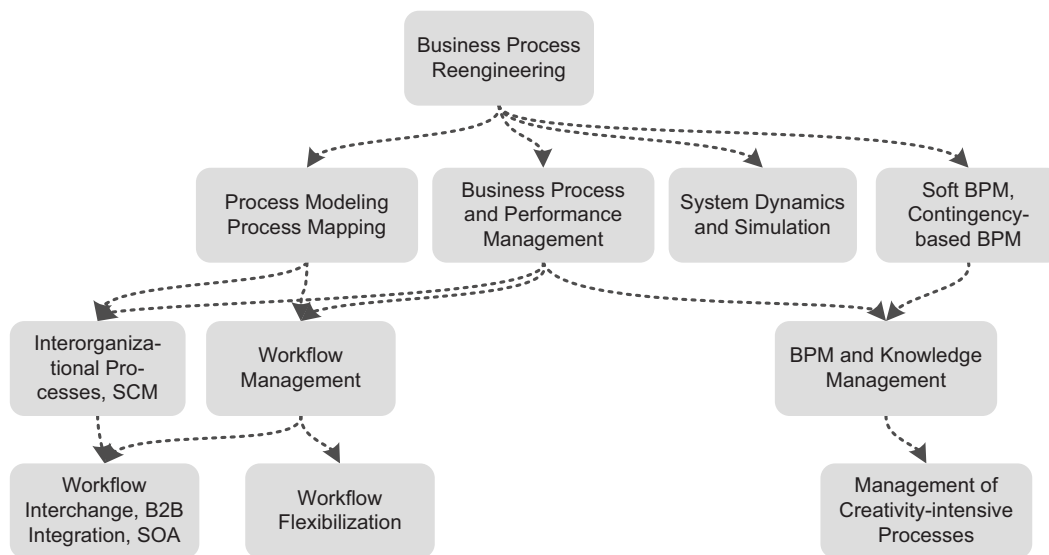 Business Process
Reengineering
Process Modeling
Process Mapping
Business Process
and Performance
Management
System Dynamics
and Simulation
Soft BPM,
Contingency-
based BPM
Interorganiza-
tional Pro-
cesses, SCM
Workflow
Management
BPM and Knowledge
Management
Workflow
Interchange, B2B
Integration, SOA
Workflow
Flexibilization
Management of
Creativity-intensive
Processes